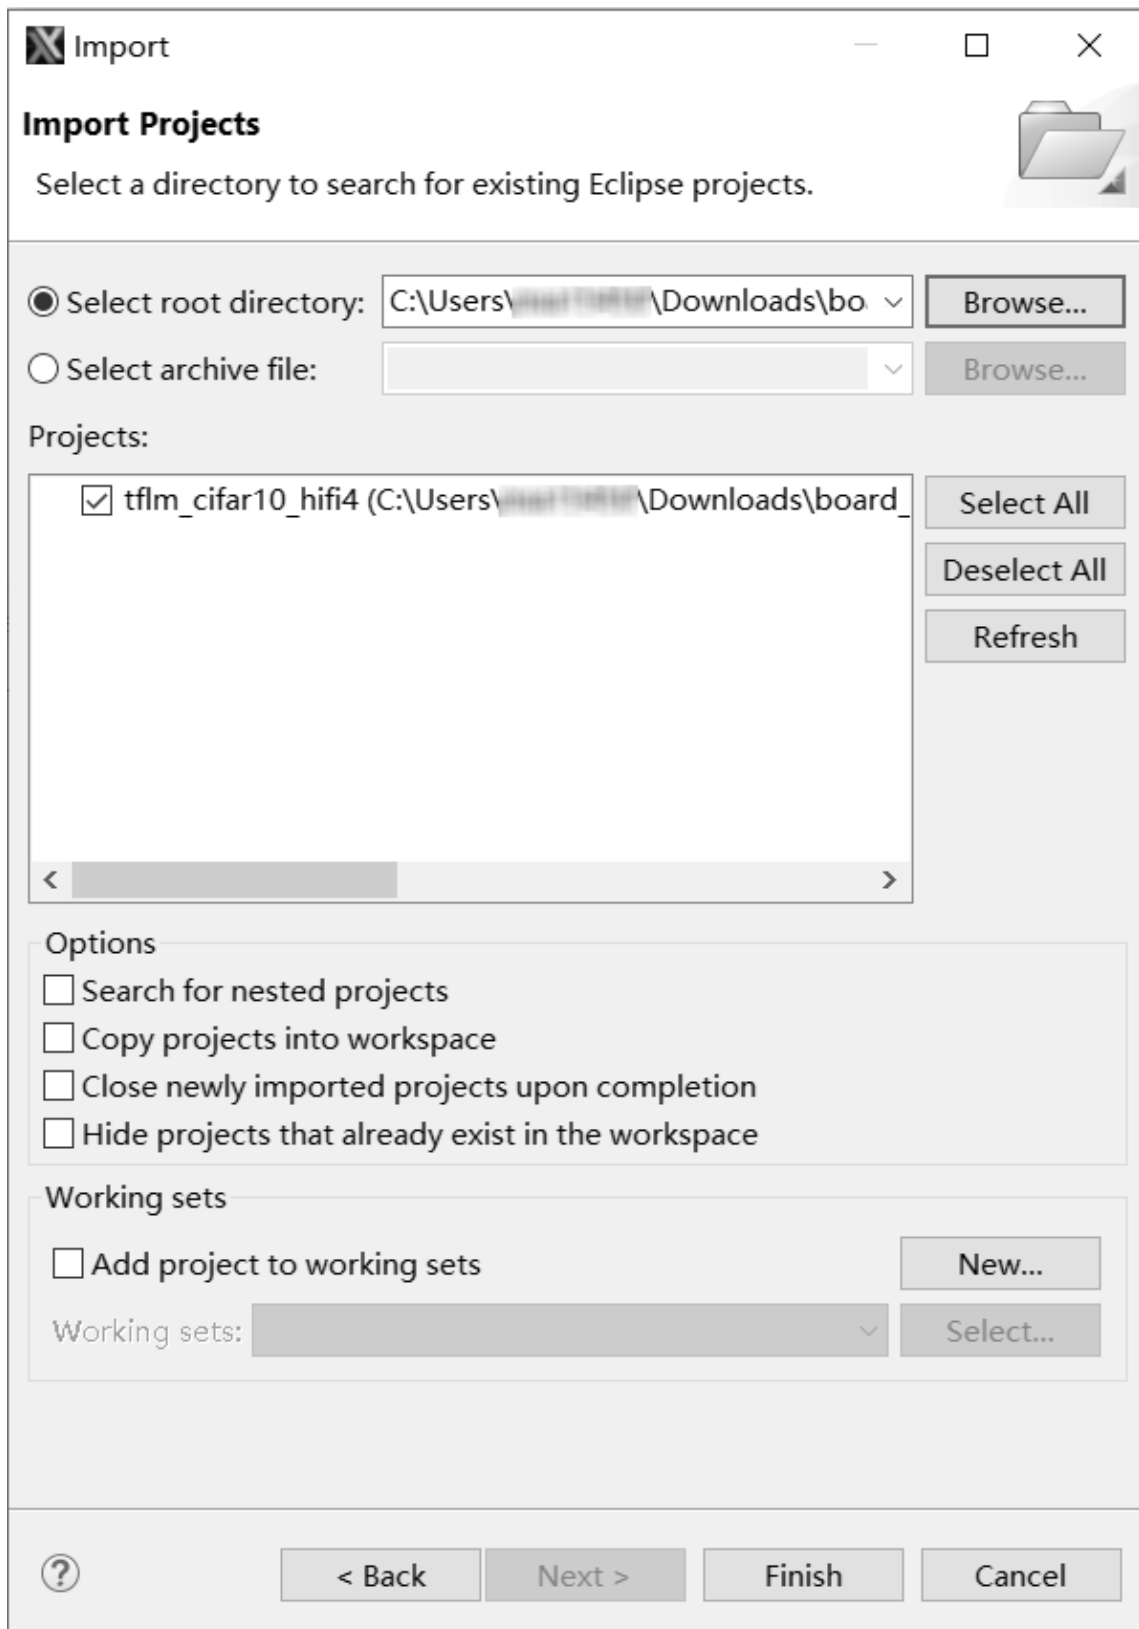 Import
Import Projects
Select a directory to search for existing Eclipse projects.
Select root directory: C:\Users\ \Downloads\bo Browse...
Select archive file: Browse...
Projects:
tflm_cifar10_hifi4 (C:\Users\ \Downloads\board_ Select All
Deselect All
Refresh
Options
Search for nested projects
Copy projects into workspace
Close newly imported projects upon completion
Hide projects that already exist in the workspace
Working sets
Add project to working sets New...
Working sets: Select...
? < Back Next > Finish Cancel